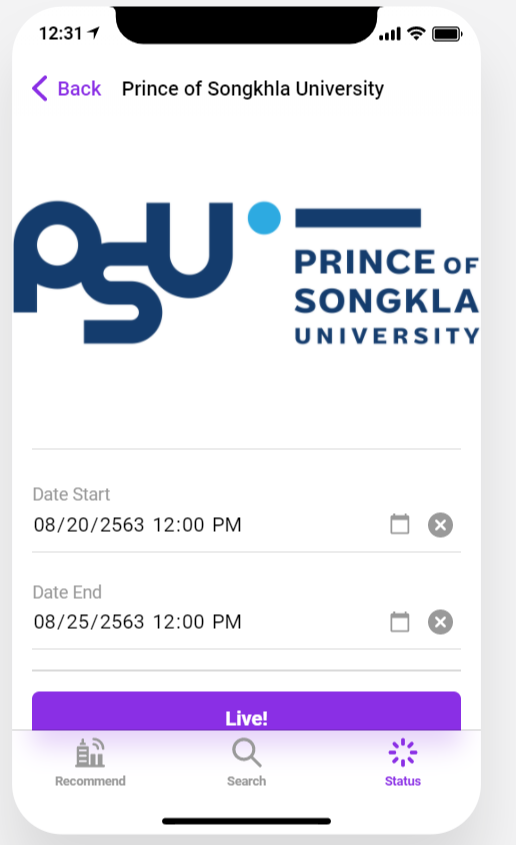 12:31
Back Prince of Songkhla University
PSU
PRINCE OF
SONGKLA
UNIVERSITY
Date Start
08/20/2563 12:00 PM
Date End
08/25/2563 12:00 PM
Live!
Recommend Search Status